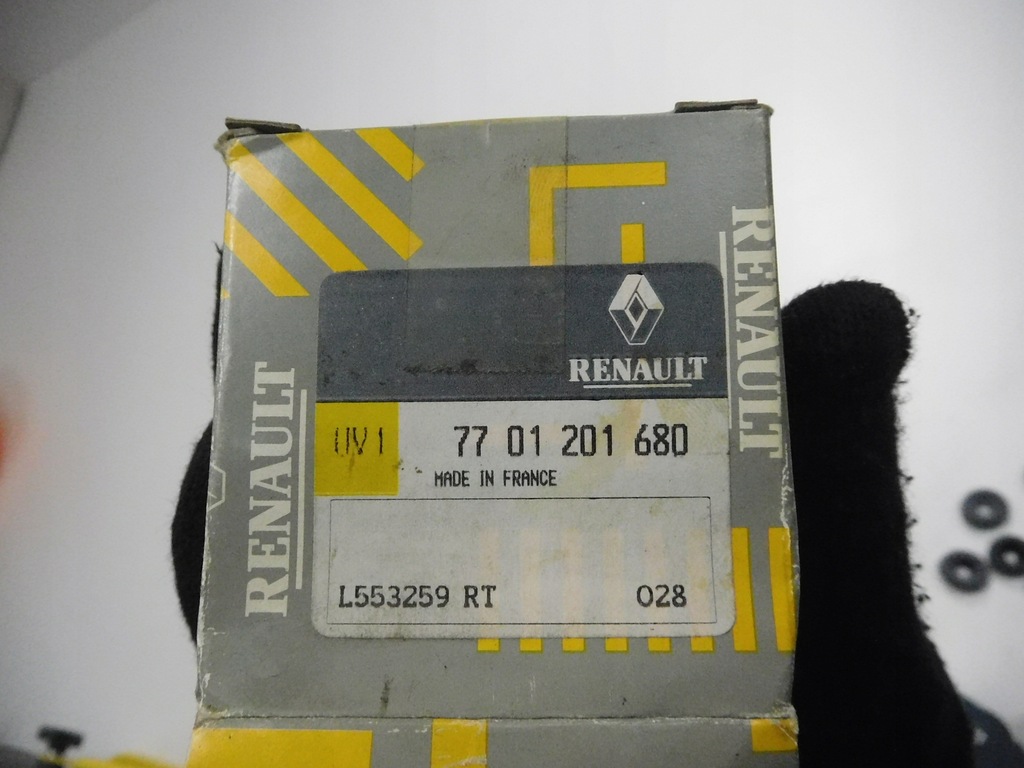 RENAULT
RENAULT
RENAULT
UV1
77 01 201 680
MADE IN FRANCE
L553259 RT
028